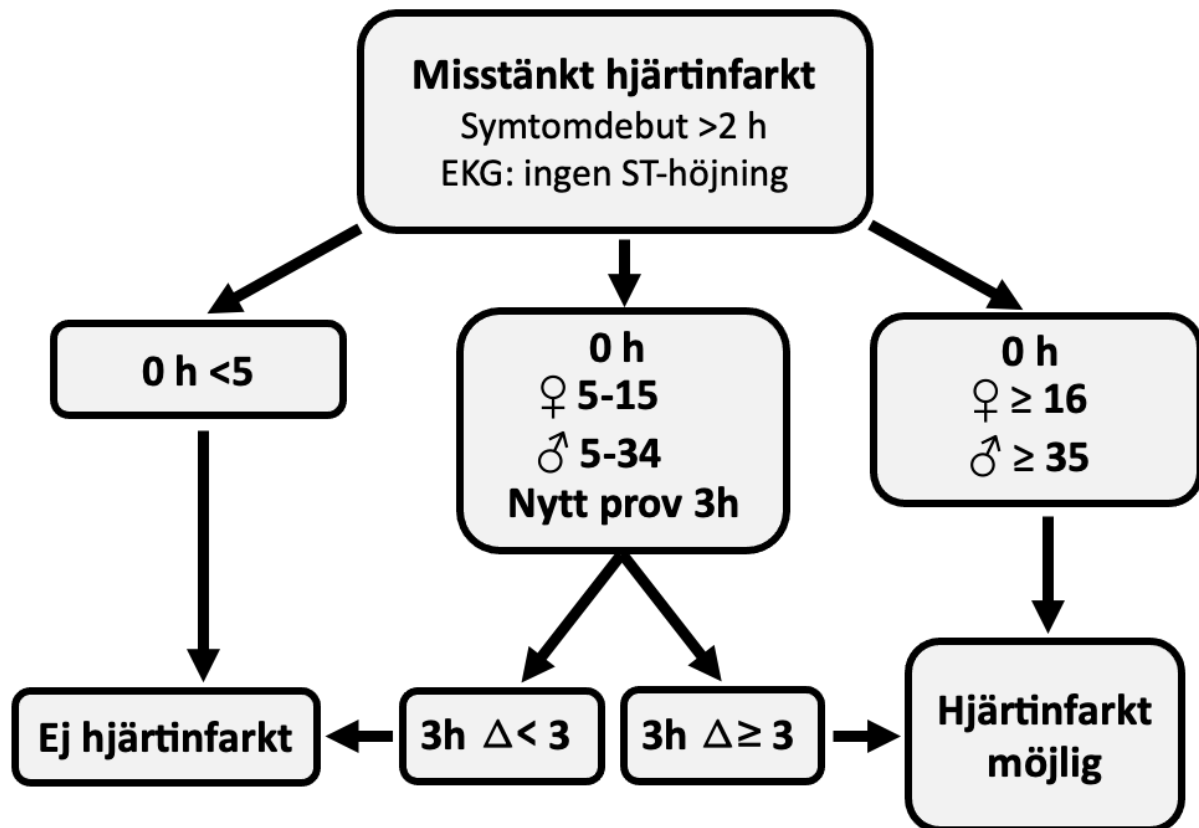 Misstänkt hjärtinfarkt
Symtomdebut >2 h
EKG: ingen ST-höjning
0 h <5
0 h
♀ 5-15
♂ 5-34
Nytt prov 3h
0 h
♀ ≥ 16
♂ ≥ 35
Ej hjärtinfarkt
3h Δ< 3
3h Δ≥ 3
Hjärtinfarkt
möjlig